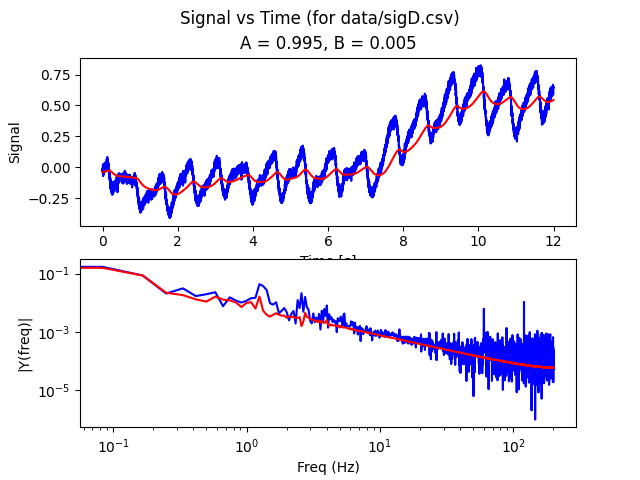 Signal vs Time (for data/sigD.csv)
A = 0.995, B = 0.005
Signal
0.75
0.50
0.25
0.00
−0.25
0 2 4 6 8 10 12
|Y(freq)|
10⁻¹
10⁻³
10⁻⁵
10⁻¹ 10⁰ 10¹ 10²
Freq (Hz)